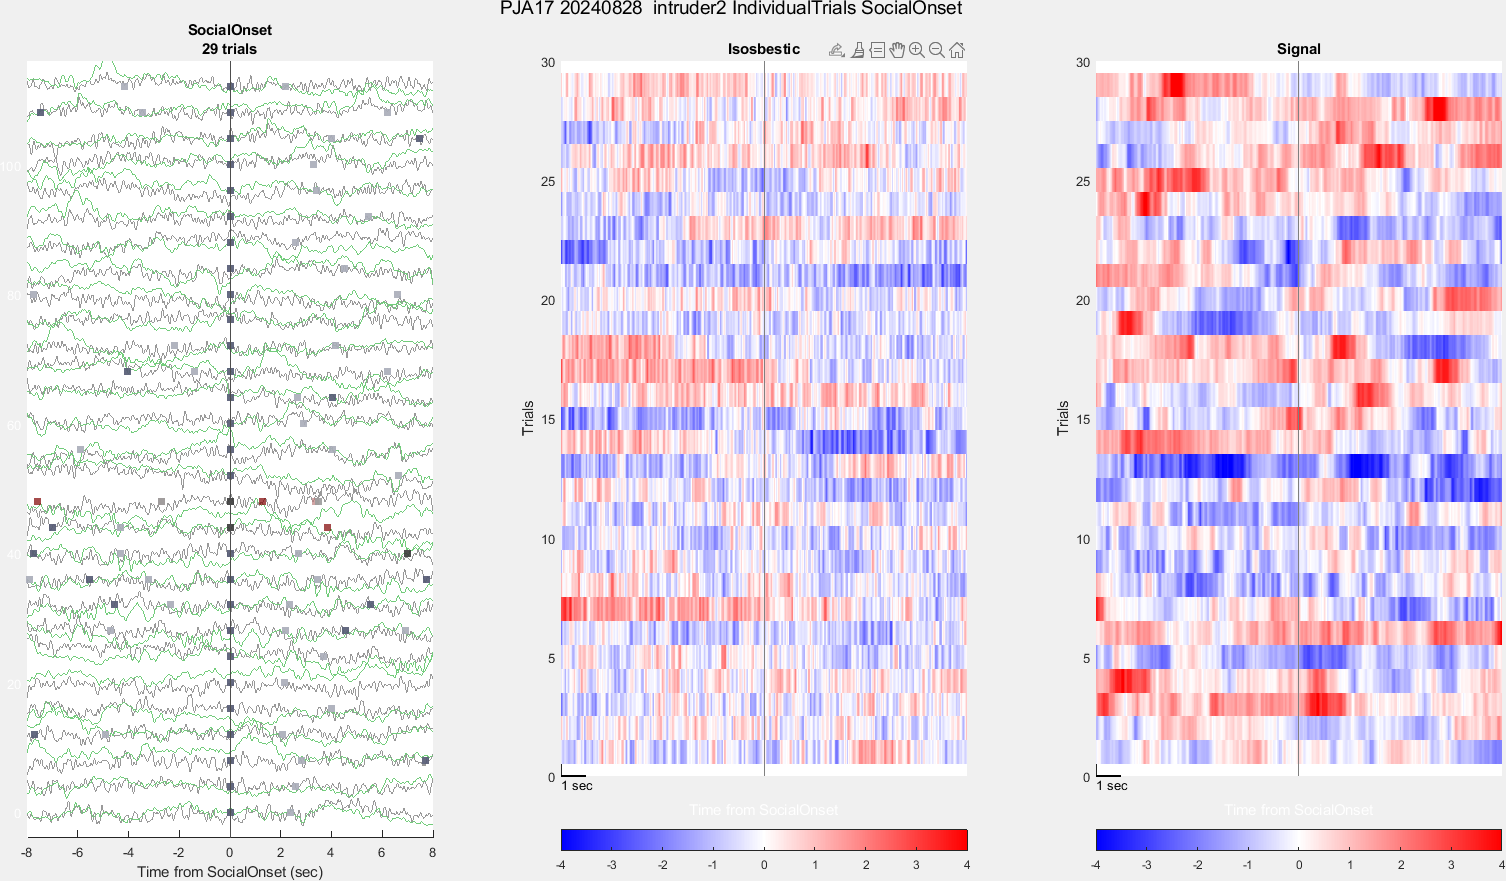 PJA17 20240828  intruder2 IndividualTrials SocialOnset
SocialOnset
29 trials
100
80
60
40
20
0
-8 -6 -4 -2 0 2 4 6 8
Time from SocialOnset (sec)
Isosbestic
30
25
20
15
10
5
0
Trials
1 sec
Time from SocialOnset
-4 -3 -2 -1 0 1 2 3 4
Signal
30
25
20
15
10
5
0
Trials
1 sec
Time from SocialOnset
-4 -3 -2 -1 0 1 2 3 4